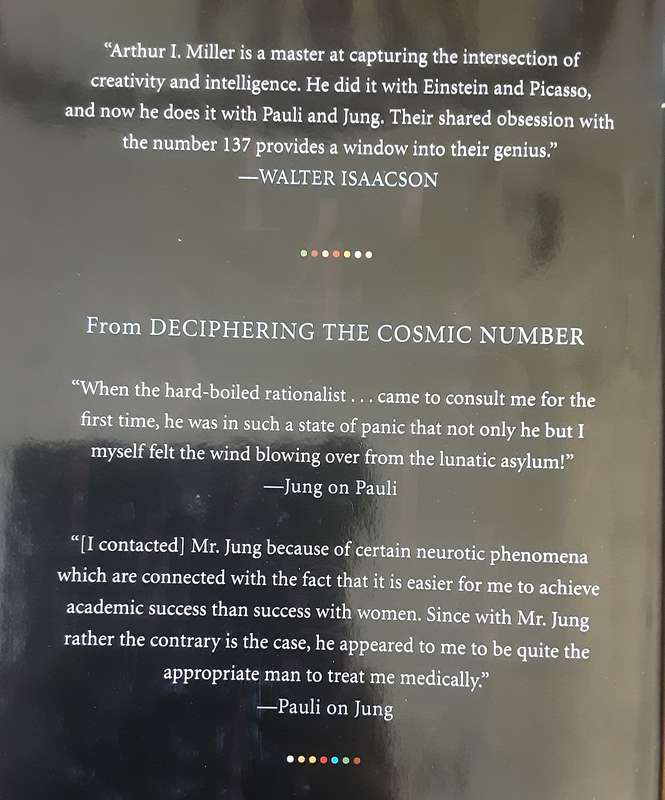 “Arthur I. Miller is a master at capturing the intersection of
creativity and intelligence. He did it with Einstein and Picasso,
and now he does it with Pauli and Jung. Their shared obsession with
the number 137 provides a window into their genius.”
—WALTER ISAACSON
From DECIPHERING THE COSMIC NUMBER
“When the hard-boiled rationalist . . . came to consult me for the
first time, he was in such a state of panic that not only he but I
myself felt the wind blowing over from the lunatic asylum!”
—Jung on Pauli
“[I contacted] Mr. Jung because of certain neurotic phenomena
which are connected with the fact that it is easier for me to achieve
academic success than success with women. Since with Mr. Jung
rather the contrary is the case, he appeared to me to be quite the
appropriate man to treat me medically.”
—Pauli on Jung